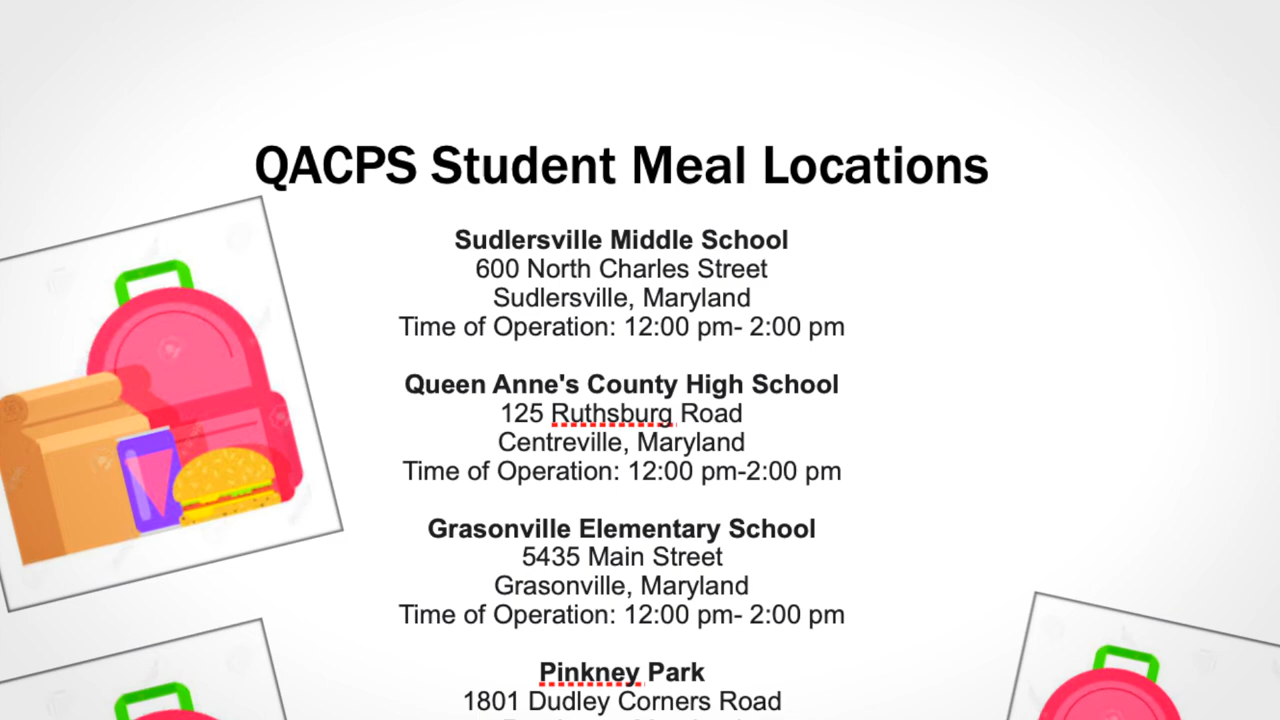 QACPS Student Meal Locations
Sudlersville Middle School
600 North Charles Street
Sudlersville, Maryland
Time of Operation: 12:00 pm- 2:00 pm
Queen Anne's County High School
125 Ruthsburg Road
Centreville, Maryland
Time of Operation: 12:00 pm-2:00 pm
Grasonville Elementary School
5435 Main Street
Grasonville, Maryland
Time of Operation: 12:00 pm- 2:00 pm
Pinkney Park
1801 Dudley Corners Road